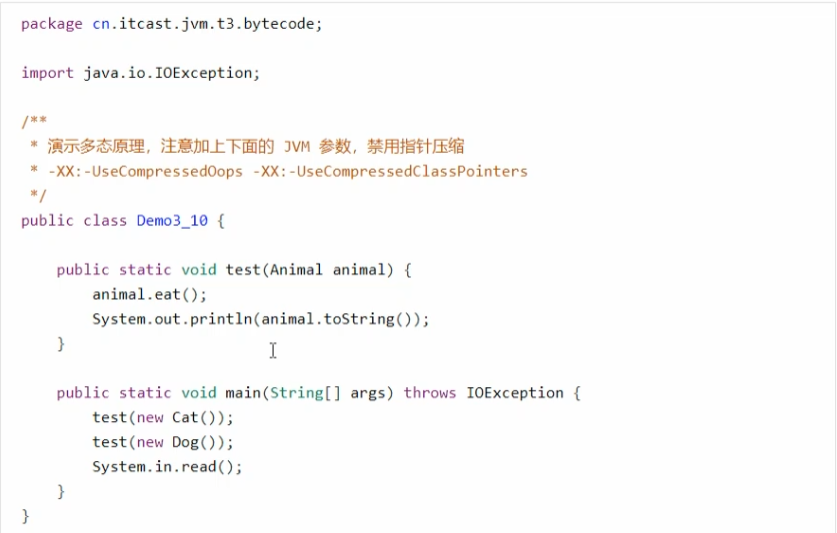 package cn.itcast.jvm.t3.bytecode;
import java.io.IOException;
/**
 * 演示多态原理，注意加上下面的 JVM 参数，禁用指针压缩
 * -XX:-UseCompressedOops -XX:-UseCompressedClassPointers
 */
public class Demo3_10 {
    public static void test(Animal animal) {
        animal.eat();
        System.out.println(animal.toString());
    }
    public static void main(String[] args) throws IOException {
        test(new Cat());
        test(new Dog());
        System.in.read();
    }
}